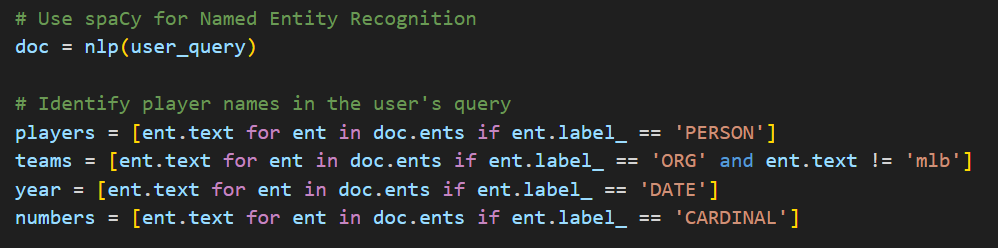 # Use spaCy for Named Entity Recognition
doc = nlp(user_query)
# Identify player names in the user's query
players = [ent.text for ent in doc.ents if ent.label_ == 'PERSON']
teams = [ent.text for ent in doc.ents if ent.label_ == 'ORG' and ent.text != 'mlb']
year = [ent.text for ent in doc.ents if ent.label_ == 'DATE']
numbers = [ent.text for ent in doc.ents if ent.label_ == 'CARDINAL']